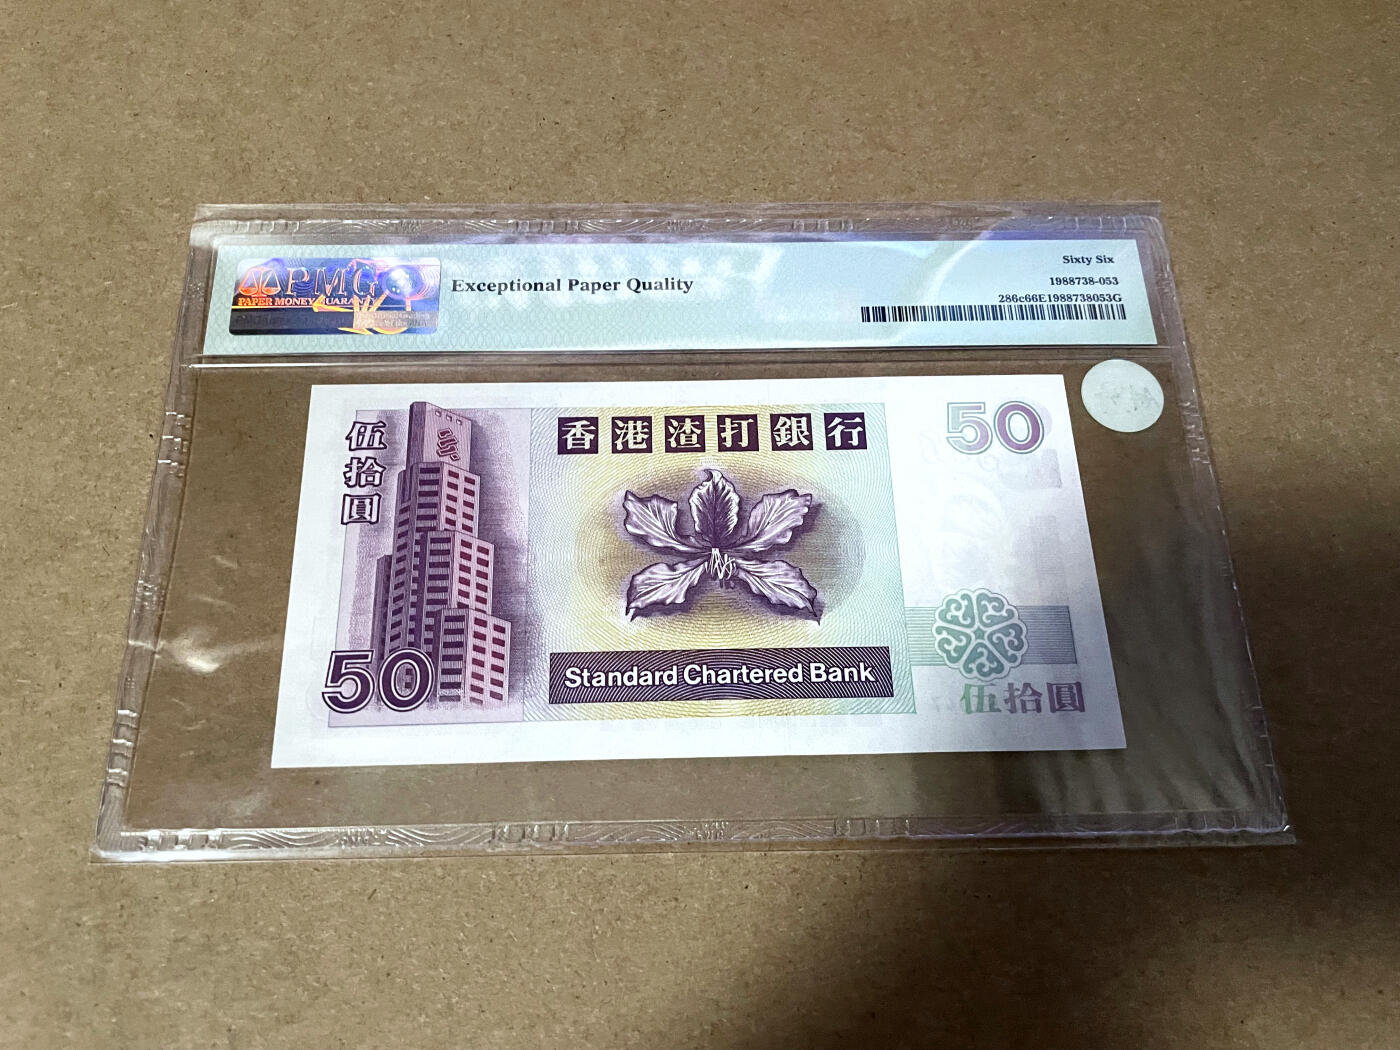 PMG
PAPER MONEY GUARANTY
Exceptional Paper Quality
Sixty Six
1988738-053
286c66E1988738053G
伍拾圓
香港渣打銀行
50
50
Standard Chartered Bank
伍拾圓